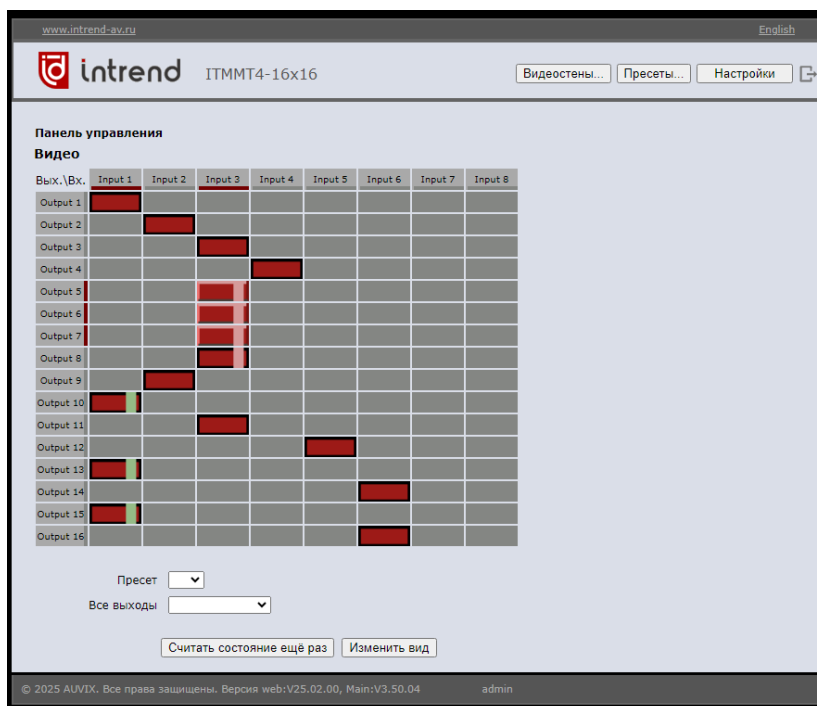 www.intrend-av.ru English
intrend ITMMT4-16x16 Видеостены... Пресеты... Настройки
Панель управления
Видео
Вых.\Вх. Input 1 Input 2 Input 3 Input 4 Input 5 Input 6 Input 7 Input 8
Output 1
Output 2
Output 3
Output 4
Output 5
Output 6
Output 7
Output 8
Output 9
Output 10
Output 11
Output 12
Output 13
Output 14
Output 15
Output 16
Пресет
Все выходы
Считать состояние ещё раз Изменить вид
© 2025 AUVIX. Все права защищены. Версия web:V25.02.00, Main:V3.50.04 admin